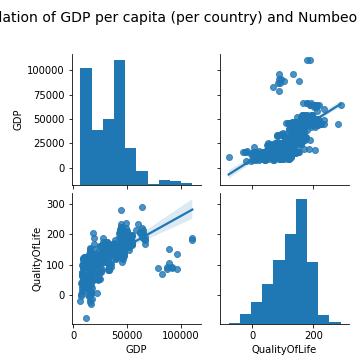 lation of GDP per capita (per country) and Numbeo
100000
75000
50000
25000
0
GDP
300
200
100
0
QualityOfLife
0 50000 100000
GDP
0 200
QualityOfLife